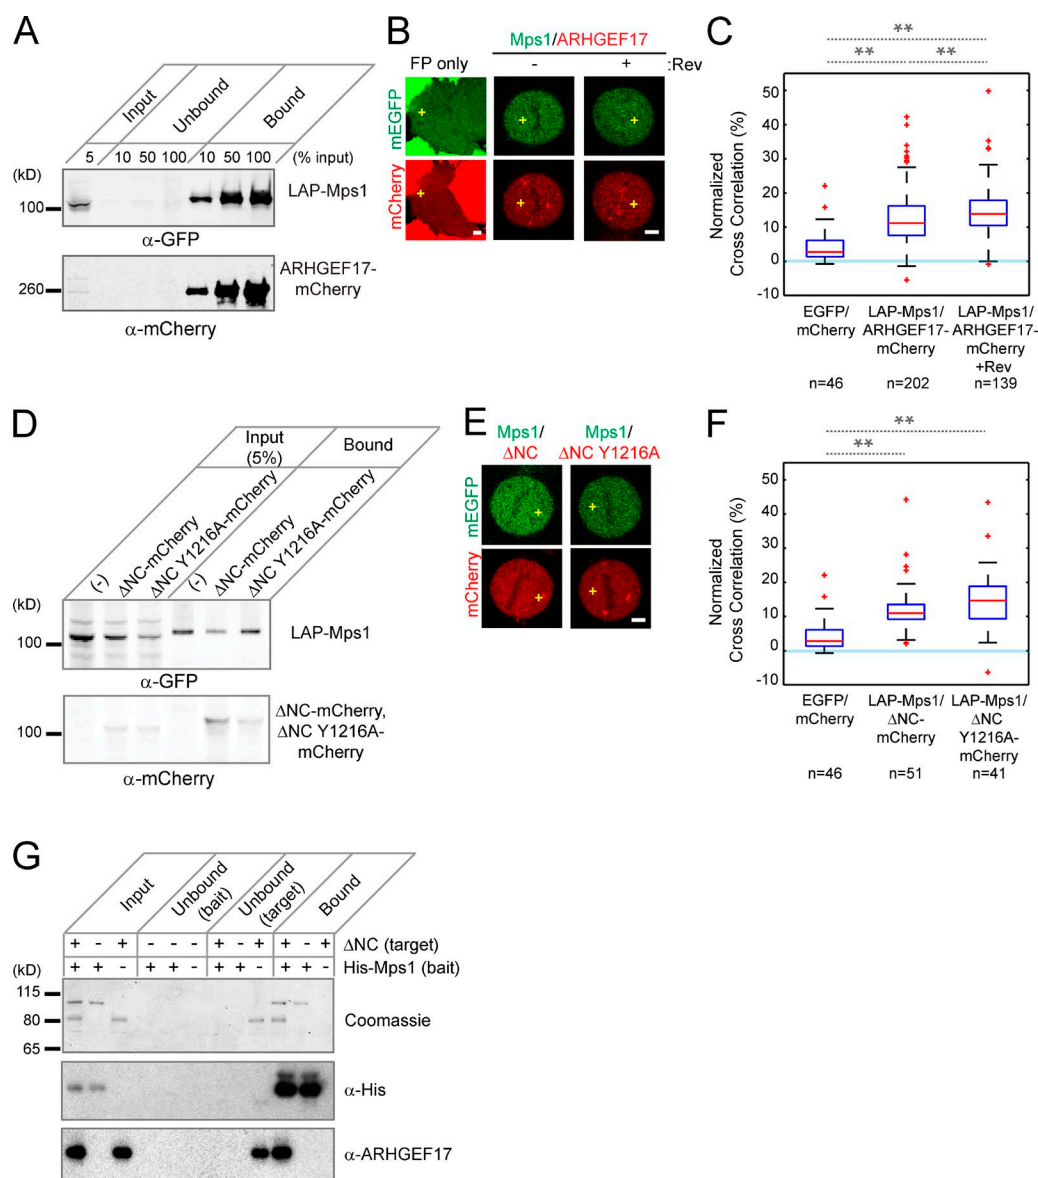 A
Input
Unbound
Bound
5 10 50 100 10 50 100 (% input)
(kD)
100
LAP-Mps1
α-GFP
260
ARHGEF17-
mCherry
α-mCherry
B
Mps1/ARHGEF17
FP only - + :Rev
mEGFP
mCherry
C
** 
** **
Normalized
Cross Correlation (%)
50
40
30
20
10
0
-10
EGFP/
mCherry
n=46
LAP-Mps1/
ARHGEF17-
mCherry
n=202
LAP-Mps1/
ARHGEF17-
mCherry
+Rev
n=139
D
Input
(5%)
Bound
(-)
ΔNC-mCherry
ΔNC Y1216A-mCherry
(-)
ΔNC-mCherry
ΔNC Y1216A-mCherry
(kD)
100
LAP-Mps1
α-GFP
100
ΔNC-mCherry,
ΔNC Y1216A-
mCherry
α-mCherry
E
Mps1/
ΔNC
Mps1/
ΔNC Y1216A
mEGFP
mCherry
F
**
**
Normalized
Cross Correlation (%)
50
40
30
20
10
0
-10
EGFP/
mCherry
n=46
LAP-Mps1/
ΔNC-
mCherry
n=51
LAP-Mps1/
ΔNC
Y1216A-
mCherry
n=41
G
Input
Unbound
(bait)
Unbound
(target)
Bound
+ - + - - - + - + + - + ΔNC (target)
+ + - + + - + + - + + - His-Mps1 (bait)
(kD)
115
80
65
Coomassie
α-His
α-ARHGEF17